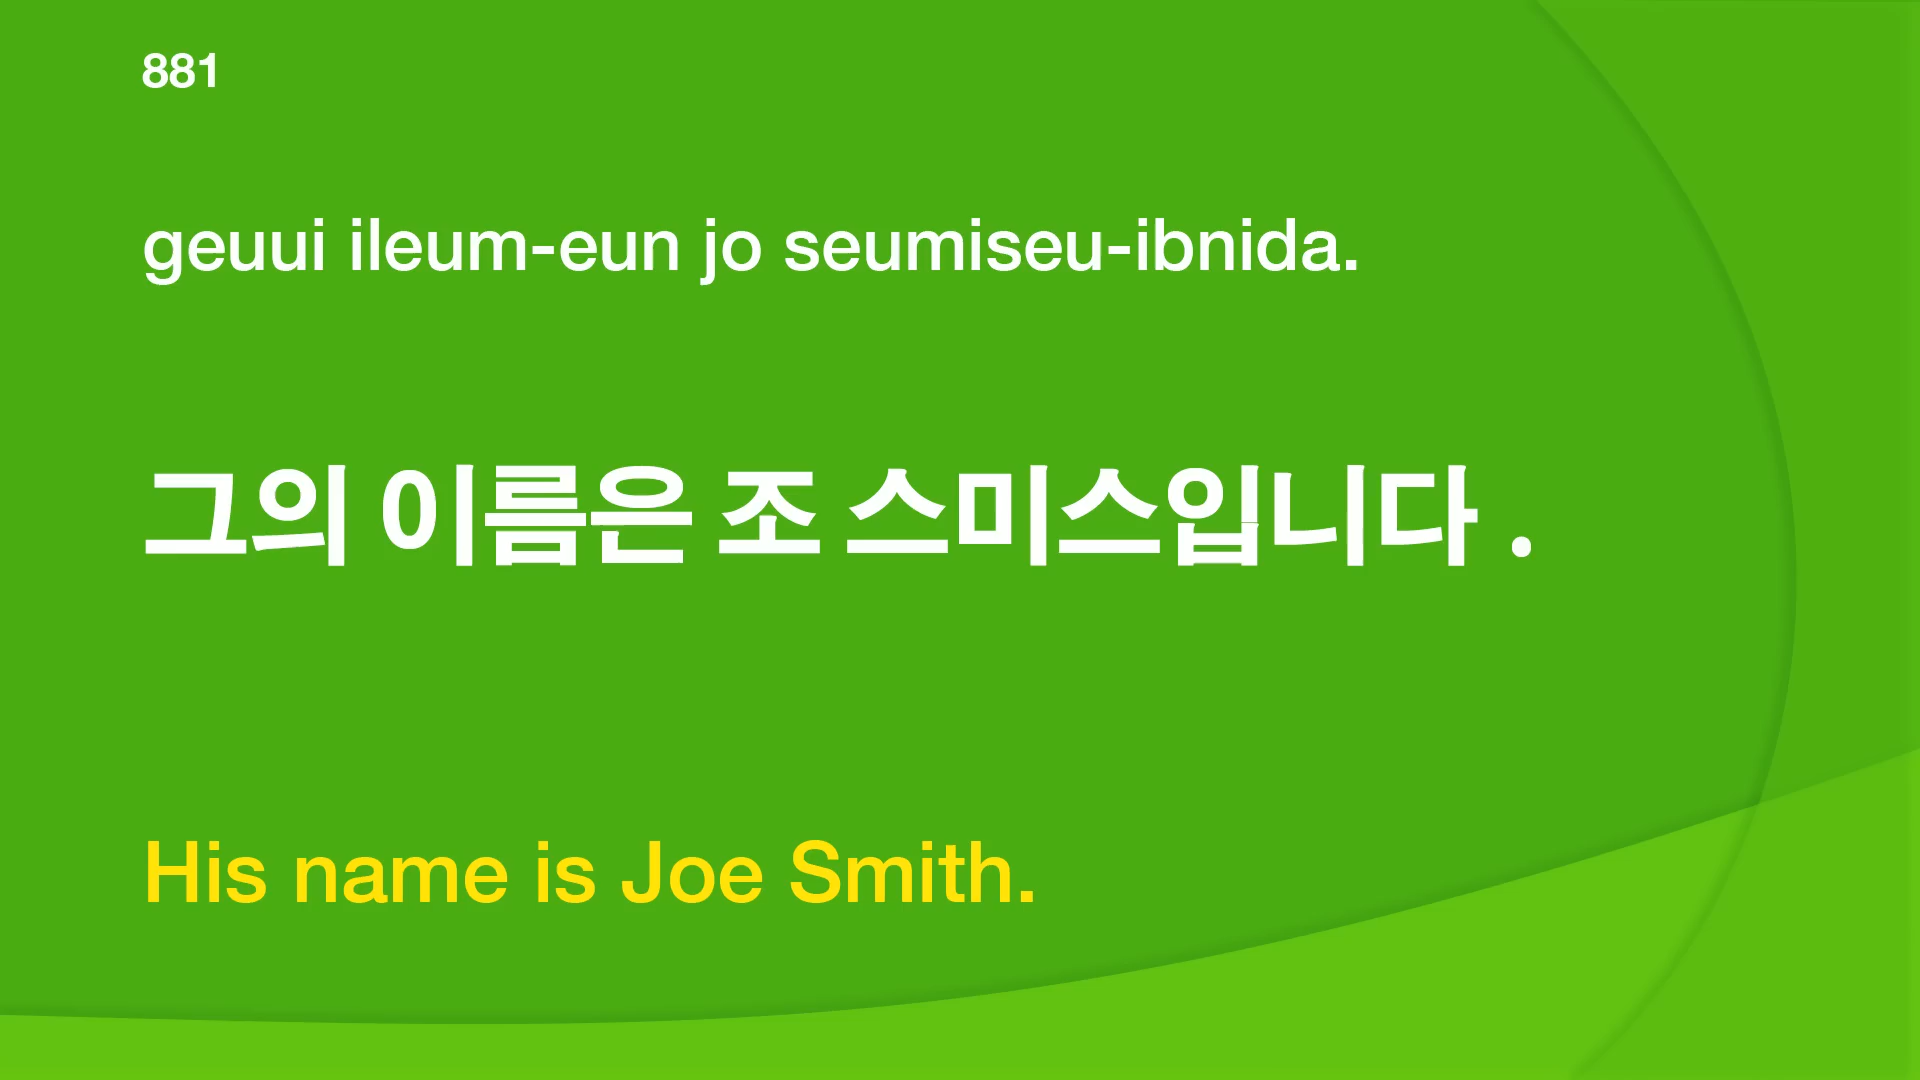 881
geuui ileum-eun jo seumiseu-ibnida.
그의 이름은 조 스미스입니다 .
His name is Joe Smith.